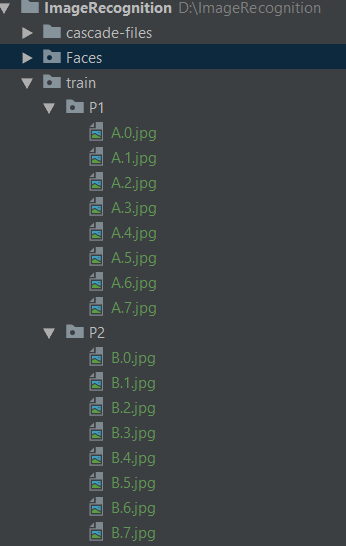 ImageRecognition D:\ImageRecognition
cascade-files
Faces
train
P1
A.0.jpg
A.1.jpg
A.2.jpg
A.3.jpg
A.4.jpg
A.5.jpg
A.6.jpg
A.7.jpg
P2
B.0.jpg
B.1.jpg
B.2.jpg
B.3.jpg
B.4.jpg
B.5.jpg
B.6.jpg
B.7.jpg